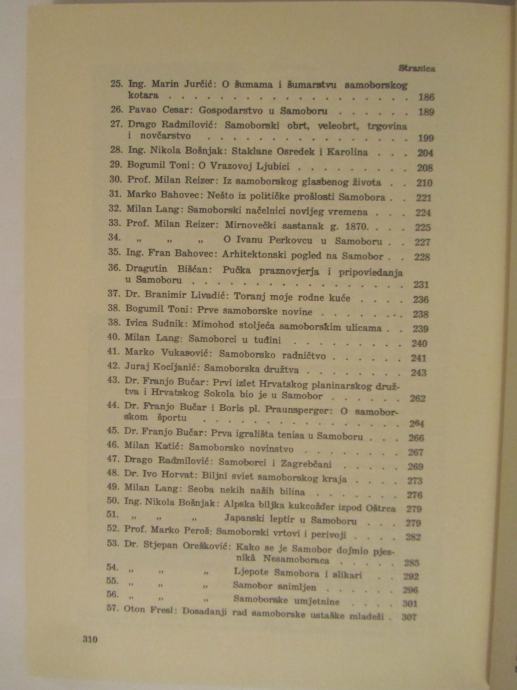 Stranica
25. Ing. Marin Jurčić: O šumama i šumarstvu samoborskog
kotara . . . . . . . . . . . . . . . . 186
26. Pavao Cesar: Gospodarstvo u Samoboru . . . . . 189
27. Drago Radmilović: Samoborski obrt, veleobrt, trgovina
i novčarstvo . . . . . . . . . . . . . 199
28. Ing. Nikola Bošnjak: Staklane Osredek i Karolina . . . 204
29. Bogumil Toni: O Vrazovoj Ljubici . . . . . . . . 208
30. Prof. Milan Reizer: Iz samoborskog glasbenog života . . 210
31. Marko Bahovec: Nešto iz političke prošlosti Samobora . . 221
32. Milan Lang: Samoborski načelnici novijeg vremena . . . 224
33. Prof. Milan Reizer: Mirnovečki sastanak g. 1870. . . . 225
34. „ „ „ O Ivanu Perkovcu u Samoboru . . 227
35. Ing. Fran Bahovec: Arhitektonski pogled na Samobor . . 228
36. Dragutin Bišćan: Pučka praznovjerja i pripoviedanja
u Samoboru . . . . . . . . . . . . . . 231
37. Dr. Branimir Livadić: Toranj moje rodne kuće . . . . 236
38. Bogumil Toni: Prve samoborske novine . . . . . . 238
38. Ivica Sudnik: Mimohod stoljeća samoborskim ulicama . . 239
40. Milan Lang: Samoborci u tuđini . . . . . . . . 240
41. Marko Vukasović: Samoborsko radničtvo . . . . . 241
42. Juraj Kocijanić: Samoborska družtva . . . . . . . 243
43. Dr. Franjo Bučar: Prvi izlet Hrvatskog planinarskog druž-
tva i Hrvatskog Sokola bio je u Samobor . . . . 262
44. Dr. Franjo Bučar i Boris pl. Praunsperger: O samobor-
skom športu . . . . . . . . . . . . . 264
45. Dr. Franjo Bučar: Prva igrališta tenisa u Samoboru . . . 266
46. Milan Katić: Samoborsko novinstvo . . . . . . . 267
47. Drago Radmilović: Samoborci i Zagrebčani . . . . . 269
48. Dr. Ivo Horvat: Biljni sviet samoborskog kraja . . . . 273
49. Milan Lang: Seoba nekih naših bilina . . . . . . 276
50. Ing. Nikola Bošnjak: Alpska biljka kukcožder izpod Oštrca 279
51. „ „ „ Japanski leptir u Samoboru . . 279
52. Prof. Marko Peroš: Samoborski vrtovi i perivoji . . . . 282
53. Dr. Stjepan Orešković: Kako se je Samobor dojmio pjes-
nikâ Nesamoboraca . . . . . 285
54. „ „ „ Ljepote Samobora i slikari . . 292
55. „ „ „ Samobor snimljen . . . . . 296
56. „ „ „ Samoborske umjetnine . . . . 301
57. Oton Fresl: Dosadanji rad samoborske ustaške mladeži . 307
310